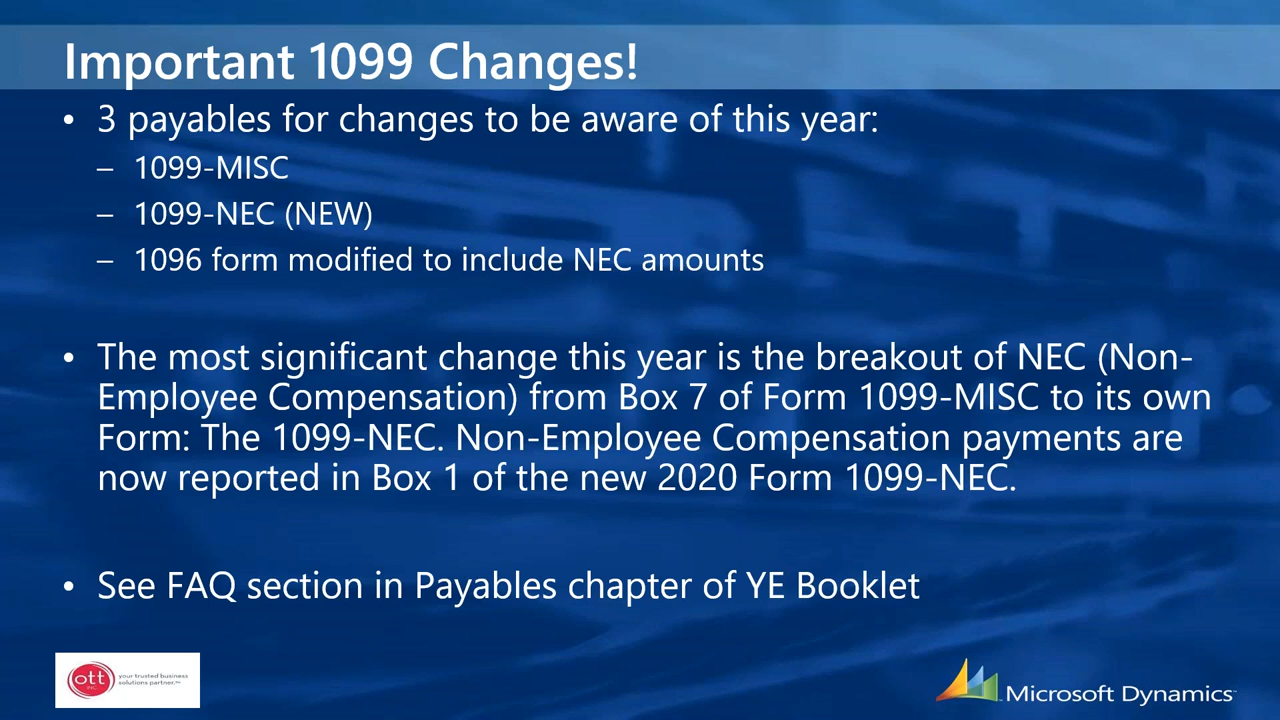 Important 1099 Changes!
• 3 payables for changes to be aware of this year:
– 1099-MISC
– 1099-NEC (NEW)
– 1096 form modified to include NEC amounts
• The most significant change this year is the breakout of NEC (Non-
Employee Compensation) from Box 7 of Form 1099-MISC to its own
Form: The 1099-NEC. Non-Employee Compensation payments are
now reported in Box 1 of the new 2020 Form 1099-NEC.
• See FAQ section in Payables chapter of YE Booklet
ott
INC.
your trusted business
solutions partner.™
Microsoft Dynamics™